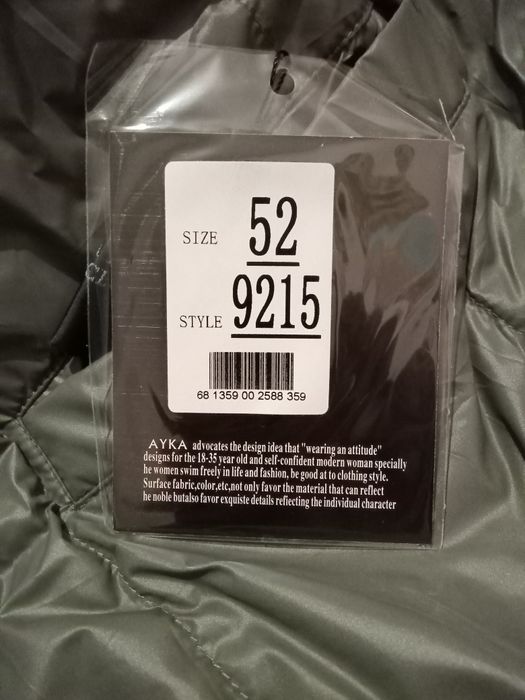 SIZE 52
STYLE 9215
68 1359 00 2588 359
AYKA advocates the design idea that "wearing an attitude"
designs for the 18-35 year old and self-confident modern woman specially
he women swim freely in life and fashion, be good at to clothing style.
Surface fabric,color,etc,not only favor the material that can reflect
he noble butalso favor exquiste details refiecting the individual character